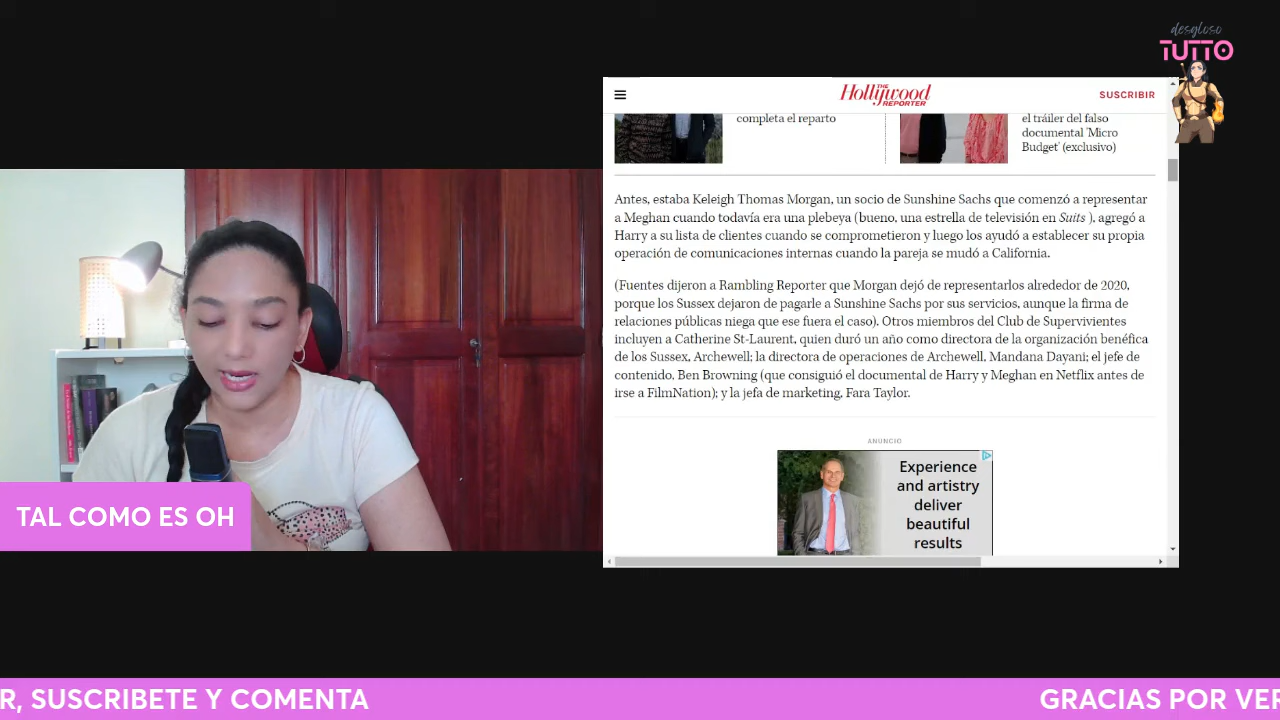 desgloso
TUTTO
THE
Hollywood
REPORTER
SUSCRIBIR
completa el reparto
el tráiler del falso
documental 'Micro
Budget' (exclusivo)
Antes, estaba Keleigh Thomas Morgan, un socio de Sunshine Sachs que comenzó a representar
a Meghan cuando todavía era una plebeya (bueno, una estrella de televisión en Suits ), agregó a
Harry a su lista de clientes cuando se comprometieron y luego los ayudó a establecer su propia
operación de comunicaciones internas cuando la pareja se mudó a California.
(Fuentes dijeron a Rambling Reporter que Morgan dejó de representarlos alrededor de 2020,
porque los Sussex dejaron de pagarle a Sunshine Sachs por sus servicios, aunque la firma de
relaciones públicas niega que ese fuera el caso). Otros miembros del Club de Supervivientes
incluyen a Catherine St-Laurent, quien duró un año como directora de la organización benéfica
de los Sussex, Archewell; la directora de operaciones de Archewell, Mandana Dayani; el jefe de
contenido, Ben Browning (que consiguió el documental de Harry y Meghan en Netflix antes de
irse a FilmNation); y la jefa de marketing, Fara Taylor.
ANUNCIO
Experience
and artistry
deliver
beautiful
results
TAL COMO ES OH
R, SUSCRIBETE Y COMENTA
GRACIAS POR VER